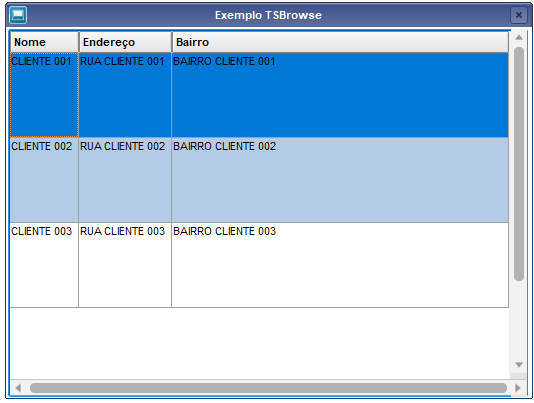 Exemplo TSBrowse
Nome Endereço Bairro
CLIENTE 001 RUA CLIENTE 001 BAIRRO CLIENTE 001
CLIENTE 002 RUA CLIENTE 002 BAIRRO CLIENTE 002
CLIENTE 003 RUA CLIENTE 003 BAIRRO CLIENTE 003